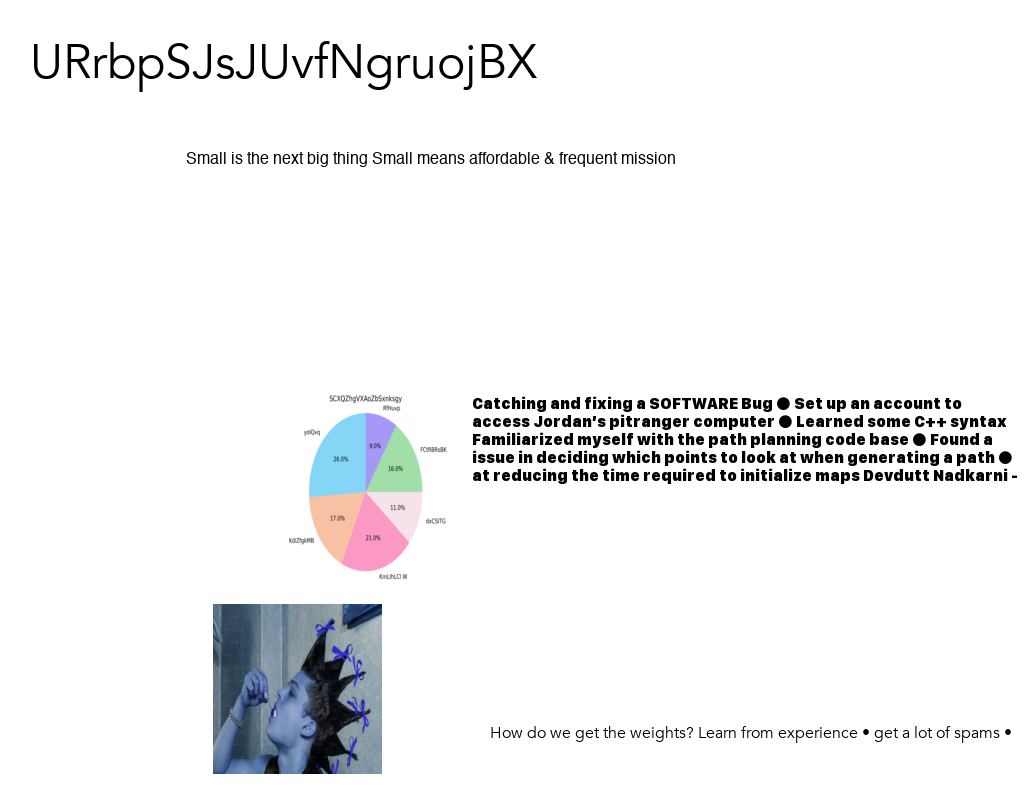 URrbpSJsJUvfNgruojBX
Small is the next big thing Small means affordable & frequent mission
SCXQZhgVXAoZbSxnksgy
RfHuvp
yolQvq
9.0%
FCtRBRsBK
26.0%
16.0%
11.0%
17.0%
dxCSITG
21.0%
KdiZfgkMB
Catching and fixing a SOFTWARE Bug ● Set up an account to
access Jordan's pitranger computer ● Learned some C++ syntax
Familiarized myself with the path planning code base ● Found a
issue in deciding which points to look at when generating a path ●
at reducing the time required to initialize maps Devdutt Nadkarni -
How do we get the weights? Learn from experience • get a lot of spams •